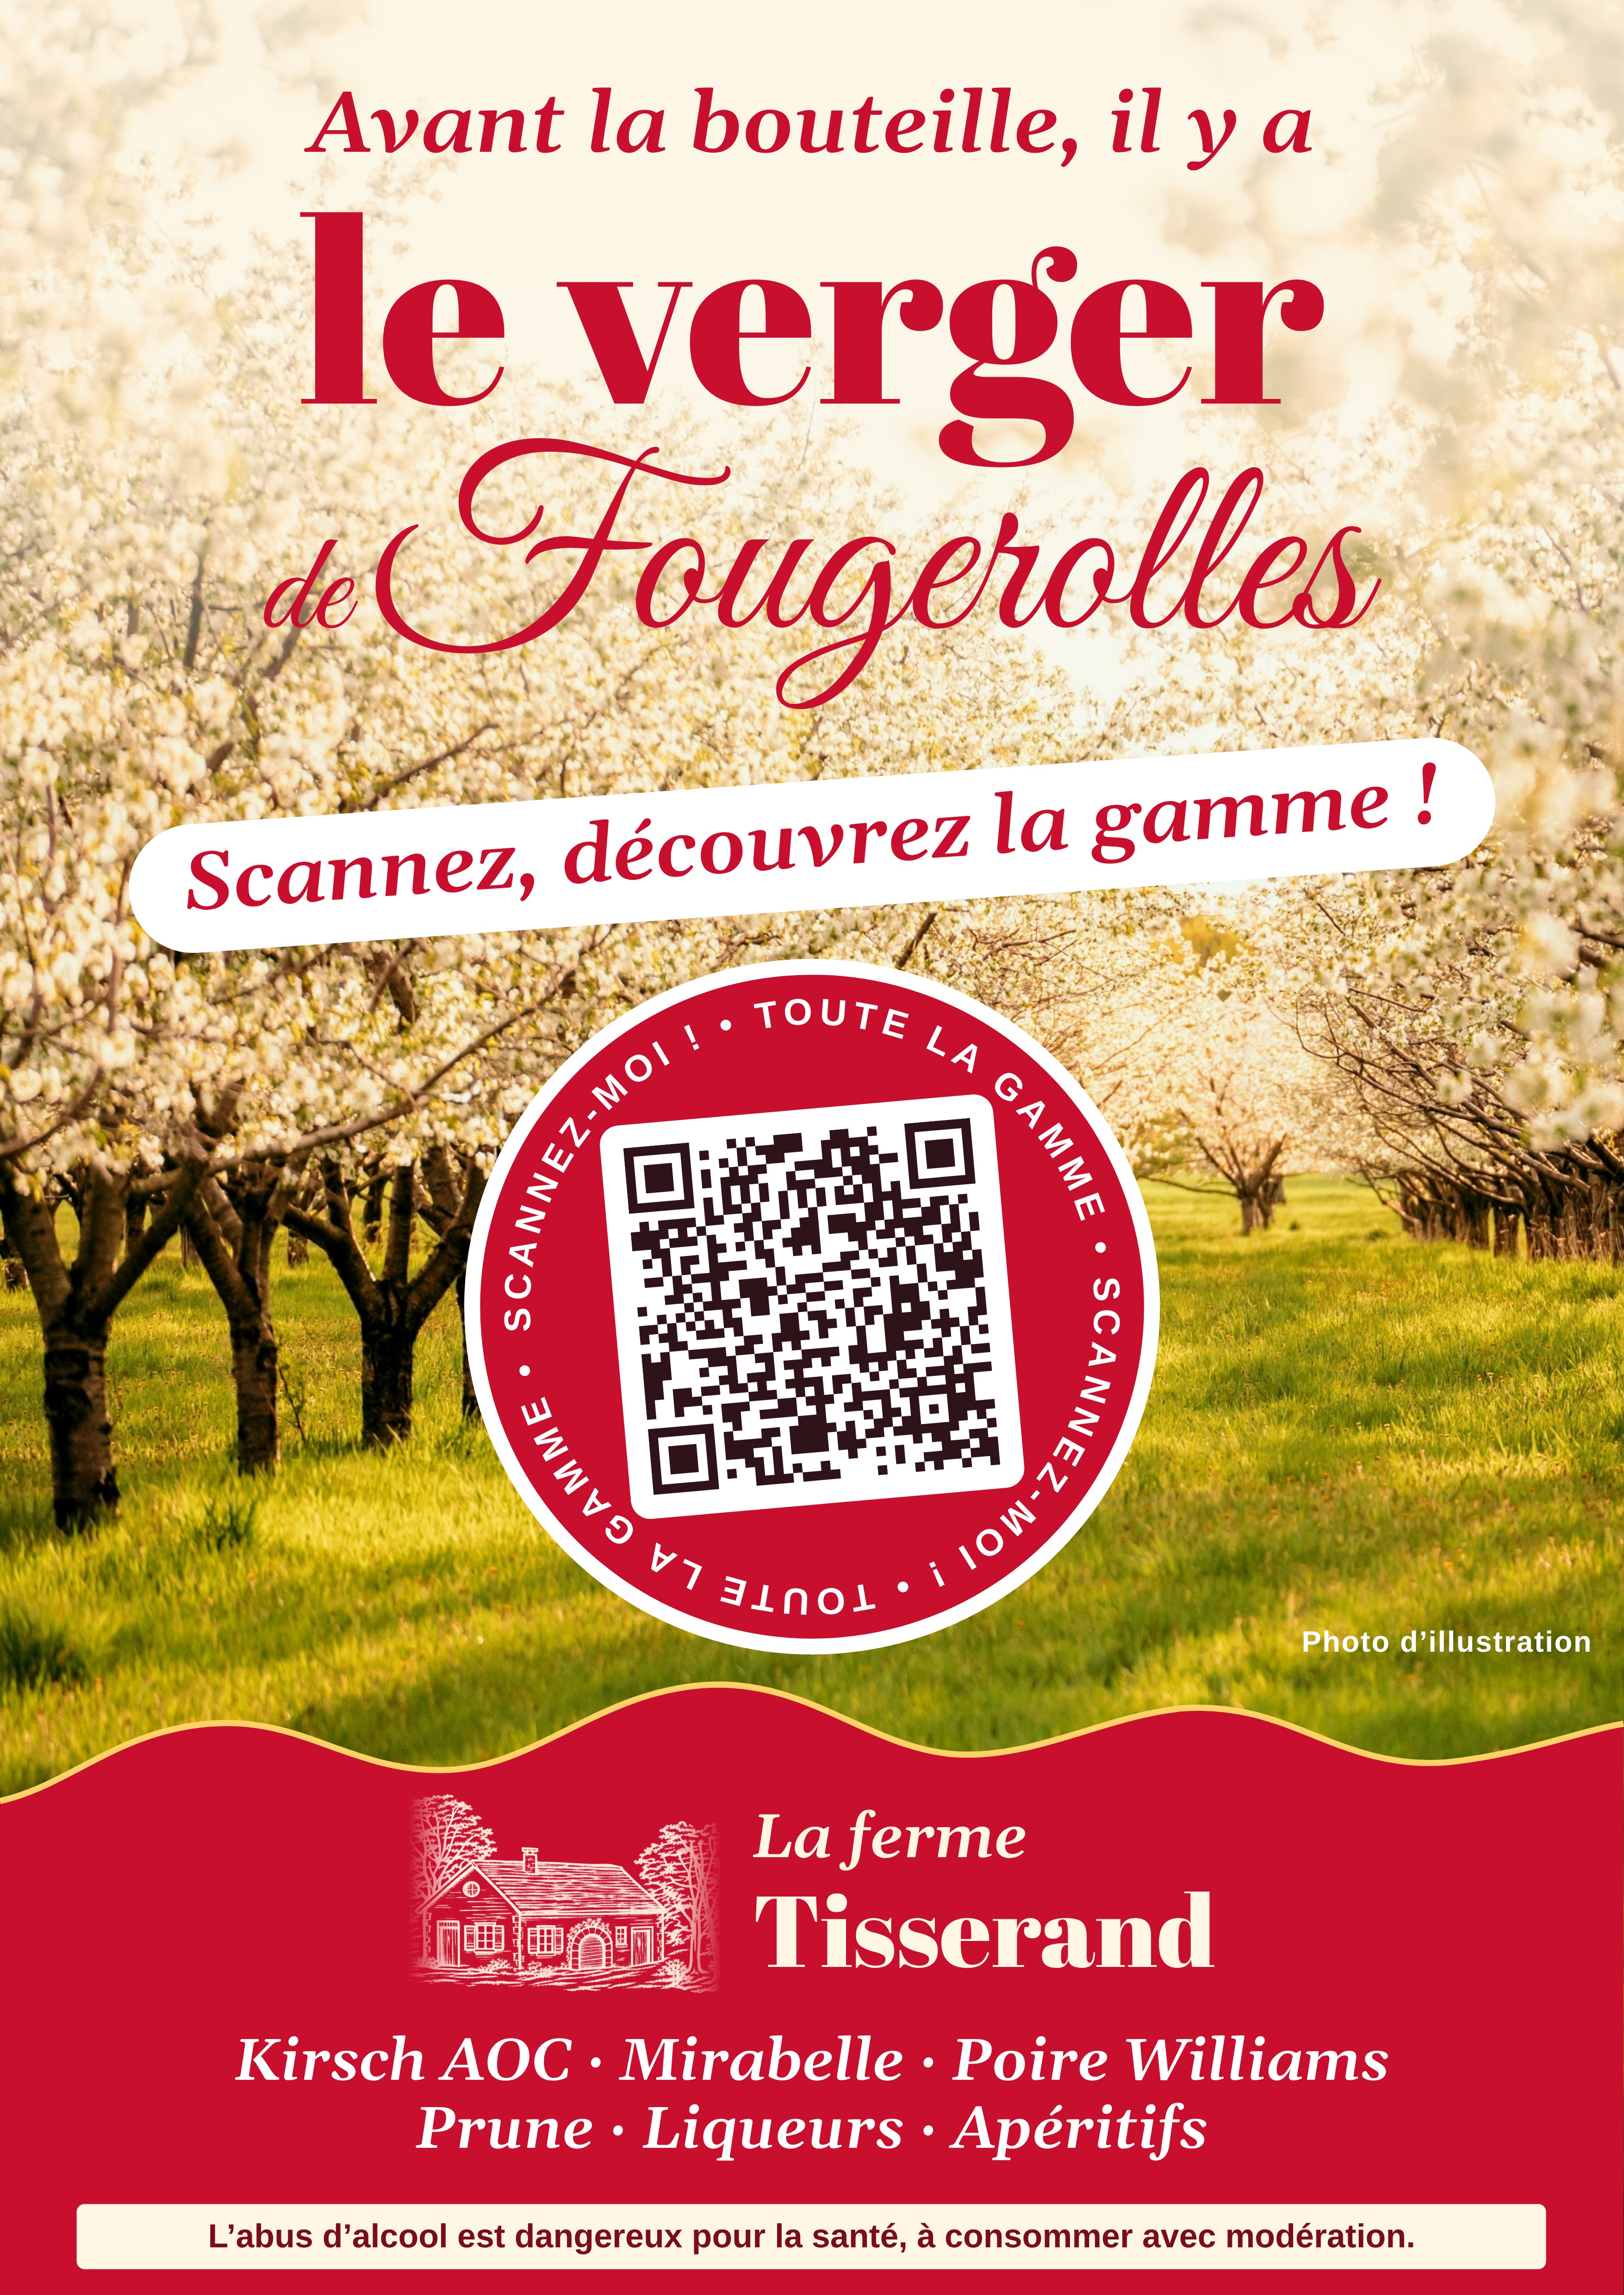 Avant la bouteille, il y a
le verger
de Fougerolles
Scannez, découvrez la gamme !
SCANNEZ-MOI ! • TOUTE LA GAMME • SCANNEZ-MOI ! • TOUTE LA GAMME •
Photo d’illustration
La ferme
Tisserand
Kirsch AOC · Mirabelle · Poire Williams
Prune · Liqueurs · Apéritifs
L’abus d’alcool est dangereux pour la santé, à consommer avec modération.